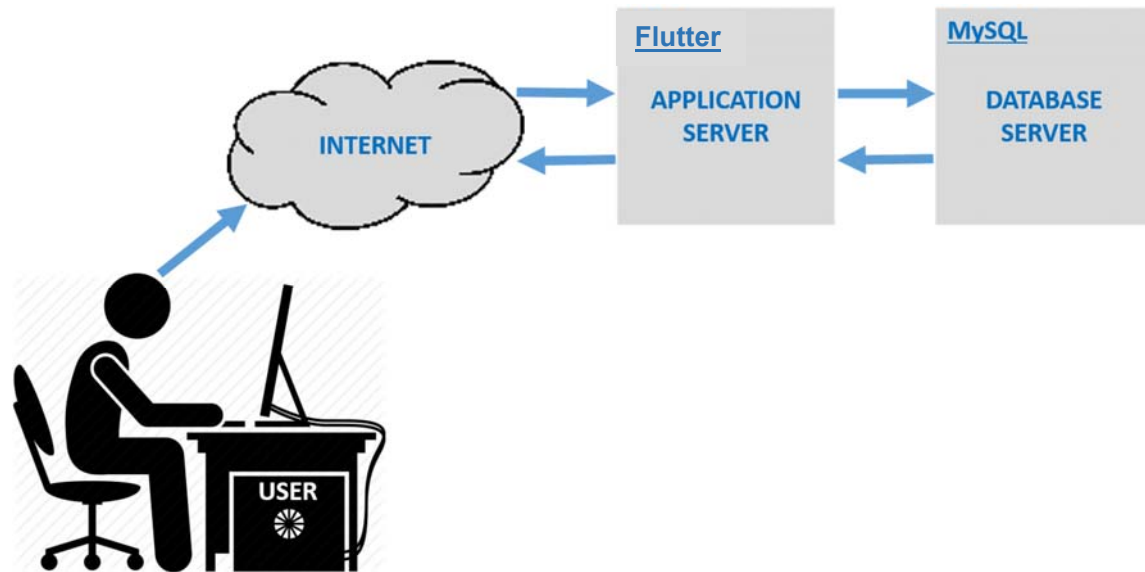 Flutter
MySQL
INTERNET
APPLICATION
SERVER
DATABASE
SERVER
USER